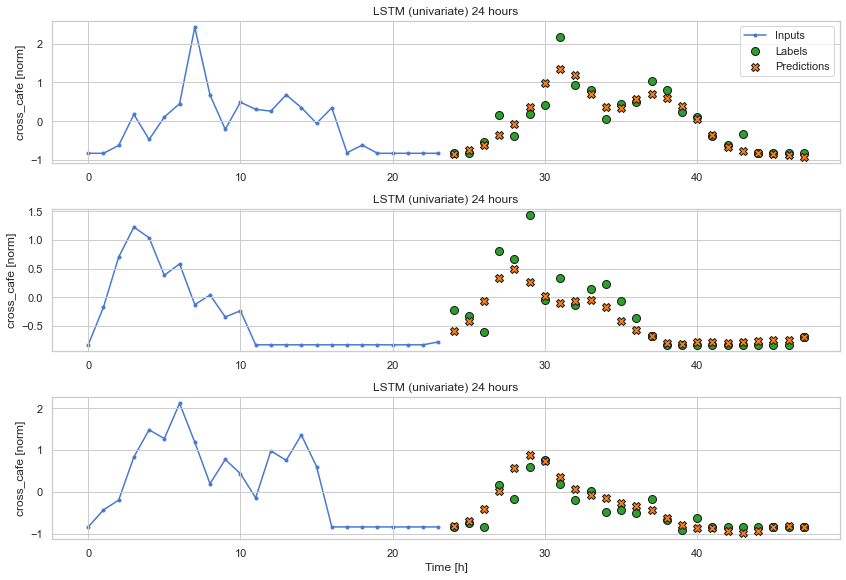 LSTM (univariate) 24 hours
cross_cafe [norm]
2
1
0
−1
Inputs
Labels
Predictions
0 10 20 30 40
LSTM (univariate) 24 hours
cross_cafe [norm]
1.5
1.0
0.5
0.0
−0.5
0 10 20 30 40
LSTM (univariate) 24 hours
cross_cafe [norm]
2
1
0
−1
0 10 20 30 40
Time [h]